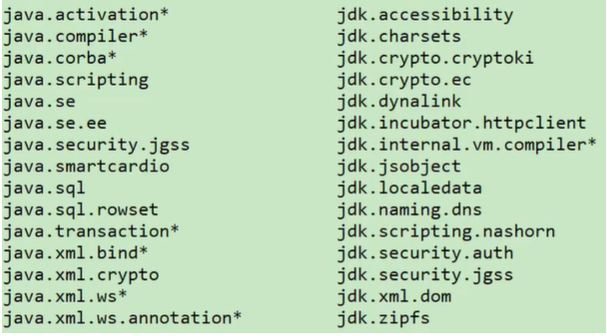 java.activation* jdk.accessibility
java.compiler* jdk.charsets
java.corba* jdk.crypto.cryptoki
java.scripting jdk.crypto.ec
java.se jdk.dynalink
java.se.ee jdk.incubator.httpclient
java.security.jgss jdk.internal.vm.compiler*
java.smartcardio jdk.jsobject
java.sql jdk.localedata
java.sql.rowset jdk.naming.dns
java.transaction* jdk.scripting.nashorn
java.xml.bind* jdk.security.auth
java.xml.crypto jdk.security.jgss
java.xml.ws* jdk.xml.dom
java.xml.ws.annotation* jdk.zipfs